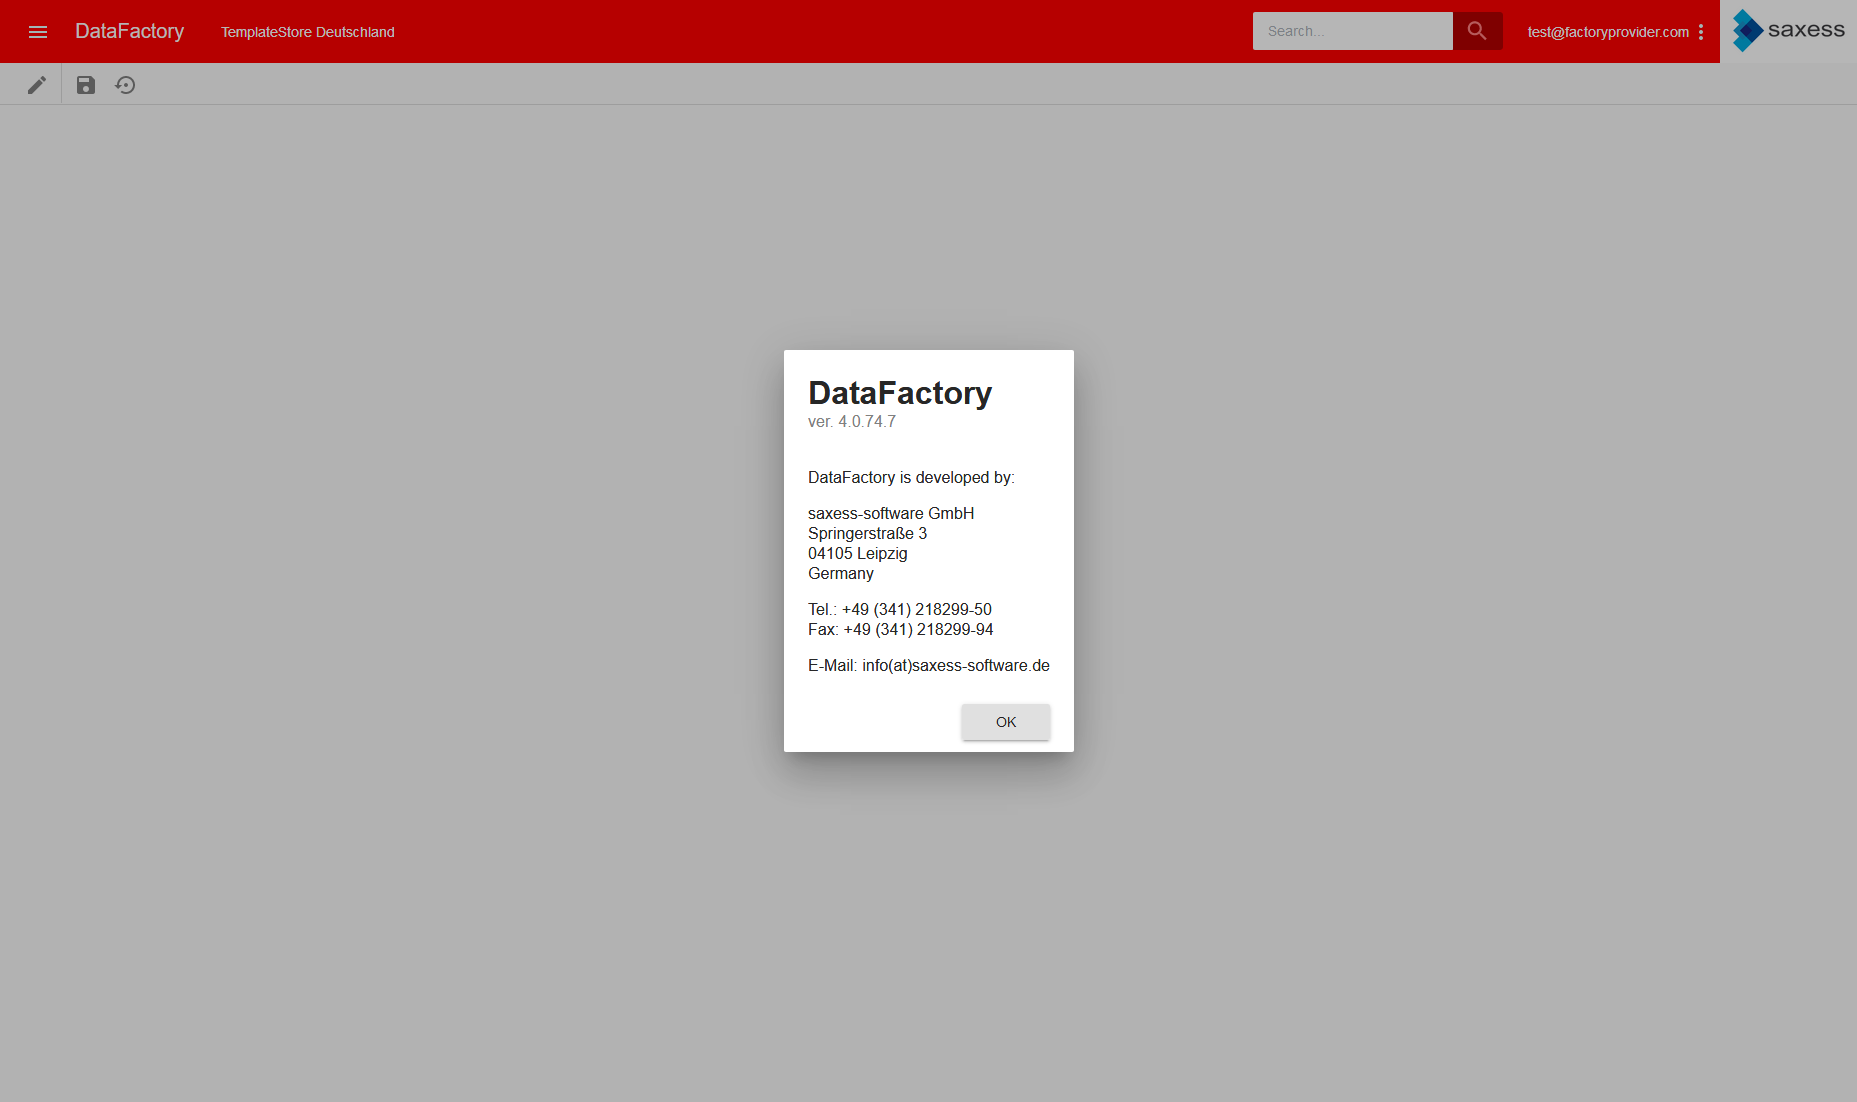 DataFactory
TemplateStore Deutschland
Search...
test@factoryprovider.com
saxess
DataFactory
ver. 4.0.74.7
DataFactory is developed by:
saxess-software GmbH
Springerstraße 3
04105 Leipzig
Germany
Tel.: +49 (341) 218299-50
Fax: +49 (341) 218299-94
E-Mail: info(at)saxess-software.de
OK